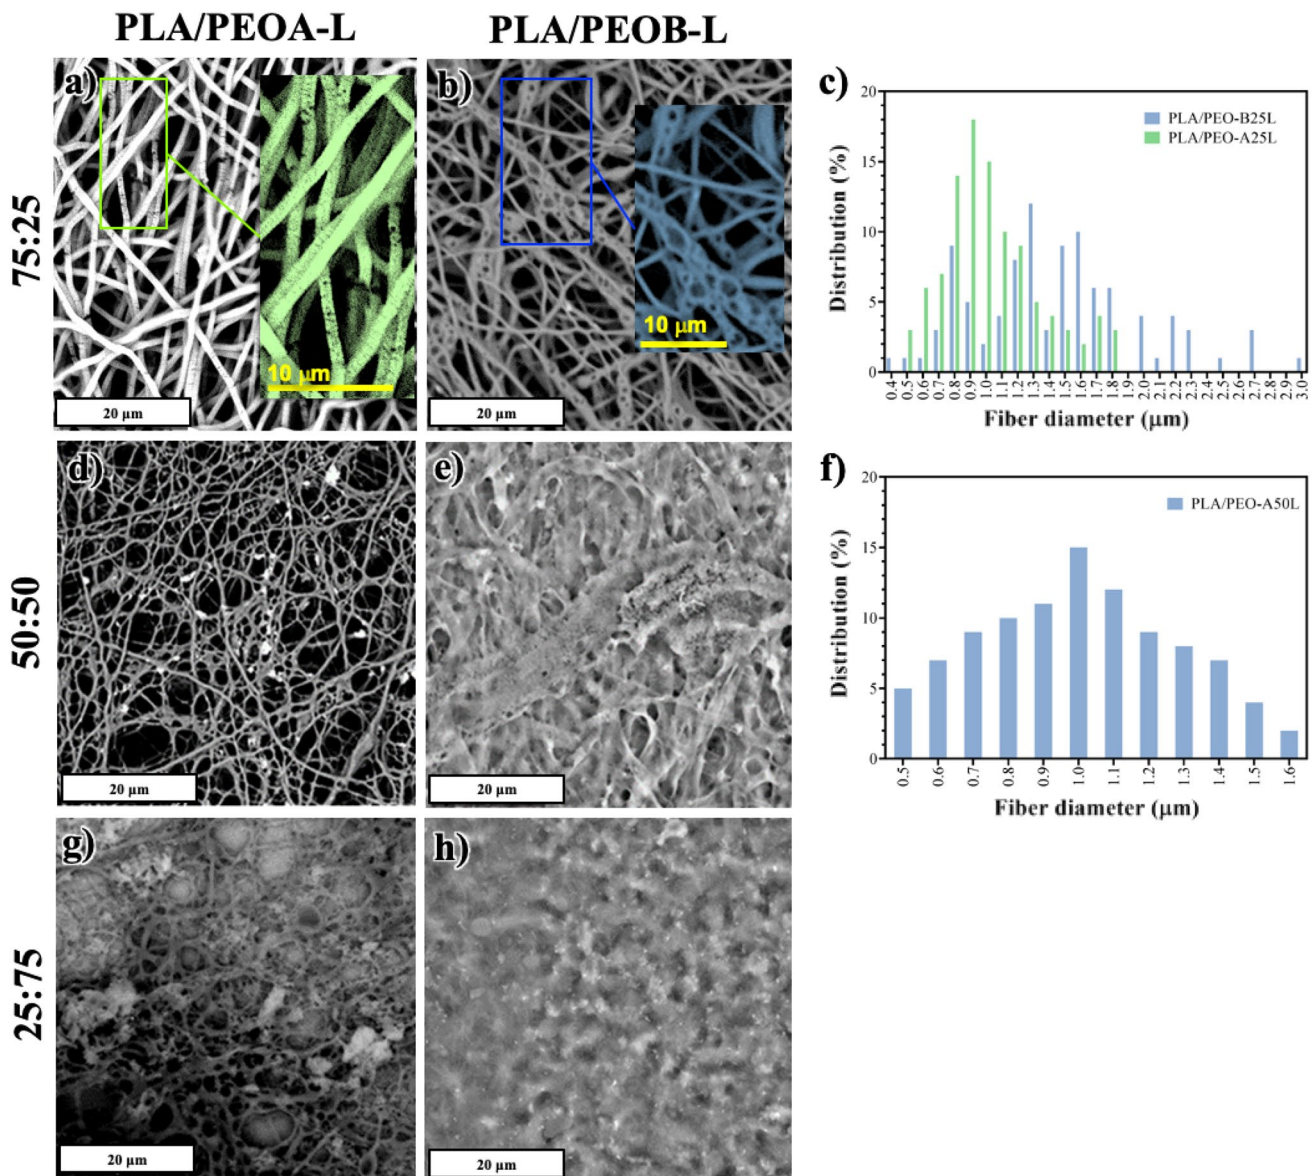 PLA/PEOA-L
PLA/PEOB-L
75:25
a)
10 μm
20 μm
b)
10 μm
20 μm
c)
20
15
10
5
0
Distribution (%)
PLA/PEO-B25L
PLA/PEO-A25L
0.4 0.5 0.6 0.7 0.8 0.9 1.0 1.1 1.2 1.3 1.4 1.5 1.6 1.7 1.8 1.9 2.0 2.1 2.2 2.3 2.4 2.5 2.6 2.7 2.8 2.9 3.0
Fiber diameter (μm)
50:50
d)
20 μm
e)
20 μm
f)
20
15
10
5
0
Distribution (%)
PLA/PEO-A50L
0.5 0.6 0.7 0.8 0.9 1.0 1.1 1.2 1.3 1.4 1.5 1.6
Fiber diameter (μm)
25:75
g)
20 μm
h)
20 μm